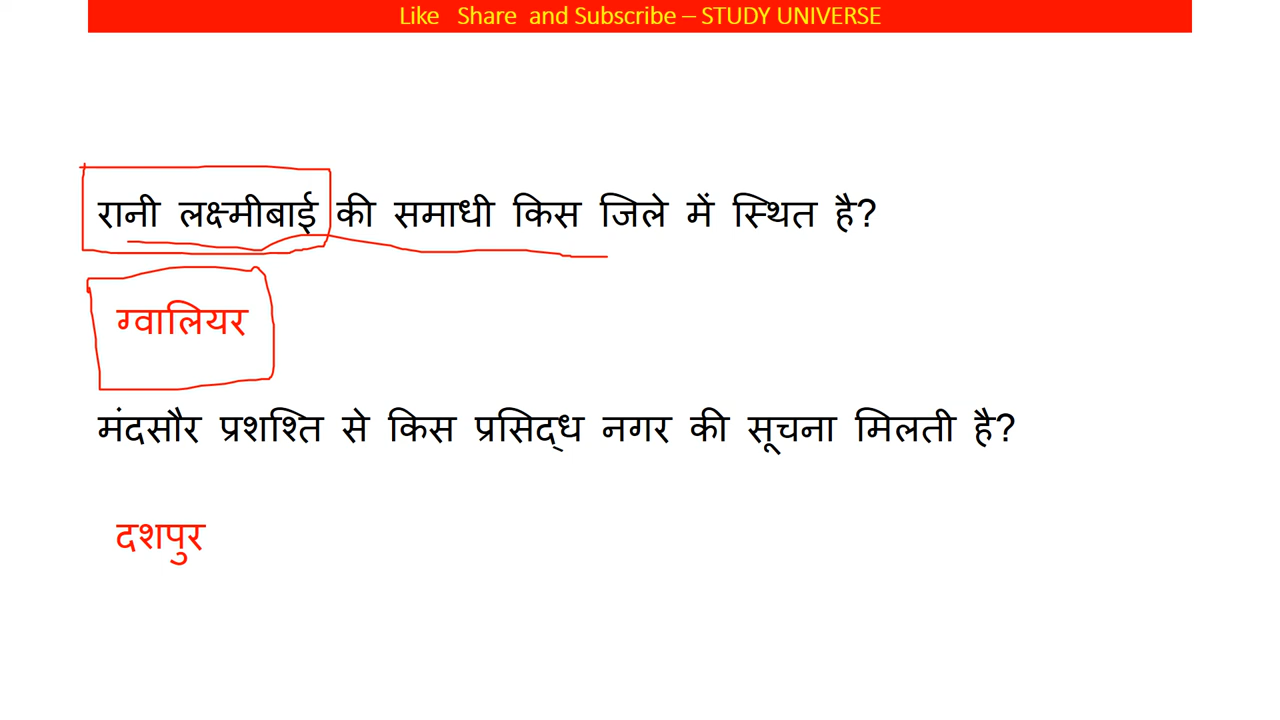 Like Share and Subscribe – STUDY UNIVERSE
रानी लक्ष्मीबाई की समाधी किस जिले में स्थित है?
ग्वालियर
मंदसौर प्रशश्ति से किस प्रसिद्ध नगर की सूचना मिलती है?
दशपुर